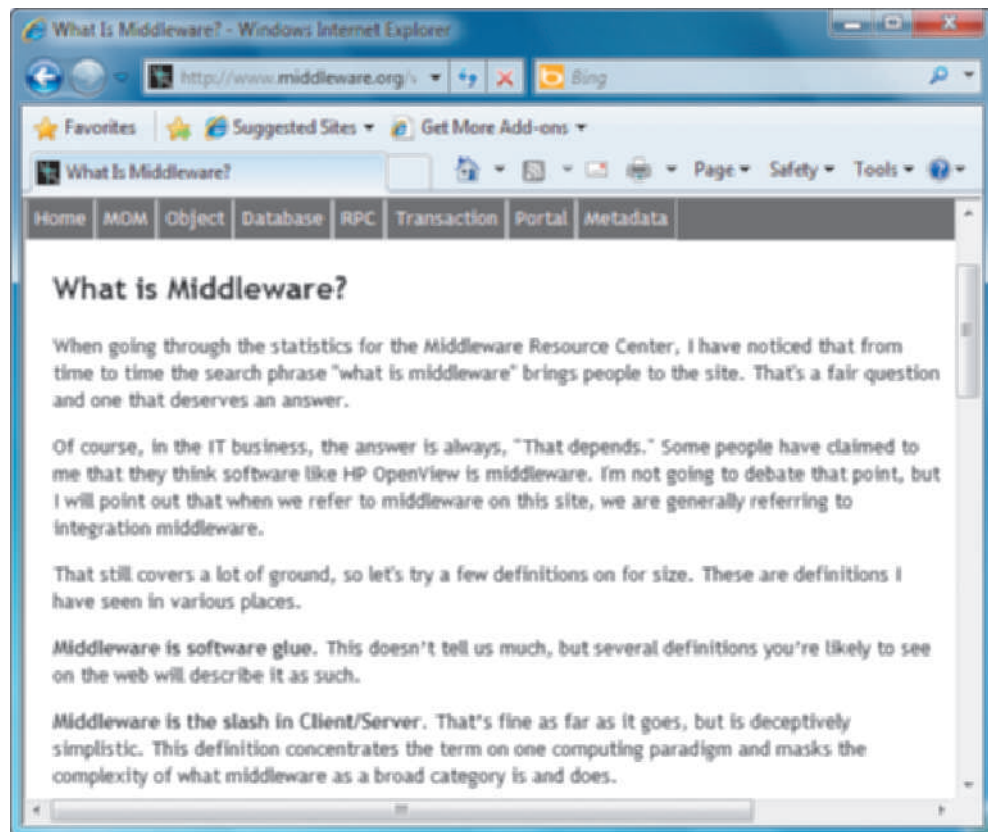 What Is Middleware? - Windows Internet Explorer
http://www.middleware.org/ Bing
Favorites Suggested Sites Get More Add-ons
What Is Middleware? Page Safety Tools
Home MOM Object Database RPC Transaction Portal Metadata
What is Middleware?
When going through the statistics for the Middleware Resource Center, I have noticed that from
time to time the search phrase "what is middleware" brings people to the site. That's a fair question
and one that deserves an answer.
Of course, in the IT business, the answer is always, "That depends." Some people have claimed to
me that they think software like HP OpenView is middleware. I'm not going to debate that point, but
I will point out that when we refer to middleware on this site, we are generally referring to
integration middleware.
That still covers a lot of ground, so let's try a few definitions on for size. These are definitions I
have seen in various places.
Middleware is software glue. This doesn't tell us much, but several definitions you're likely to see
on the web will describe it as such.
Middleware is the slash in Client/Server. That's fine as far as it goes, but is deceptively
simplistic. This definition concentrates the term on one computing paradigm and masks the
complexity of what middleware as a broad category is and does.